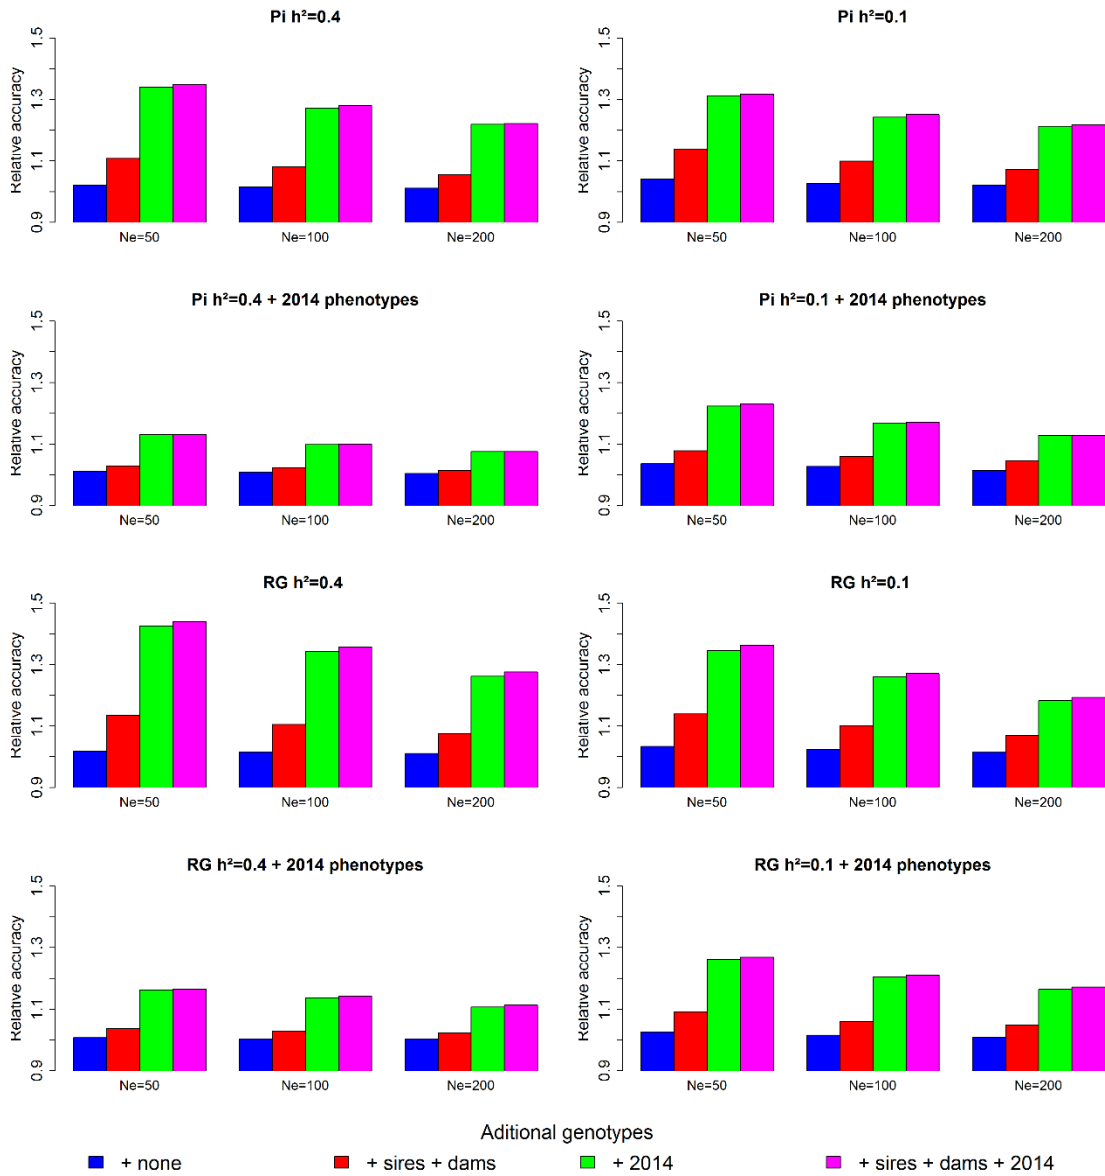 Pi h²=0.4
Pi h²=0.1
Relative accuracy
0.9 1.1 1.3 1.5
Ne=50 Ne=100 Ne=200
Relative accuracy
0.9 1.1 1.3 1.5
Ne=50 Ne=100 Ne=200
Pi h²=0.4 + 2014 phenotypes
Pi h²=0.1 + 2014 phenotypes
Relative accuracy
0.9 1.1 1.3 1.5
Ne=50 Ne=100 Ne=200
Relative accuracy
0.9 1.1 1.3 1.5
Ne=50 Ne=100 Ne=200
RG h²=0.4
RG h²=0.1
Relative accuracy
0.9 1.1 1.3 1.5
Ne=50 Ne=100 Ne=200
Relative accuracy
0.9 1.1 1.3 1.5
Ne=50 Ne=100 Ne=200
RG h²=0.4 + 2014 phenotypes
RG h²=0.1 + 2014 phenotypes
Relative accuracy
0.9 1.1 1.3 1.5
Ne=50 Ne=100 Ne=200
Relative accuracy
0.9 1.1 1.3 1.5
Ne=50 Ne=100 Ne=200
Aditional genotypes
+ none + sires + dams + 2014 + sires + dams + 2014